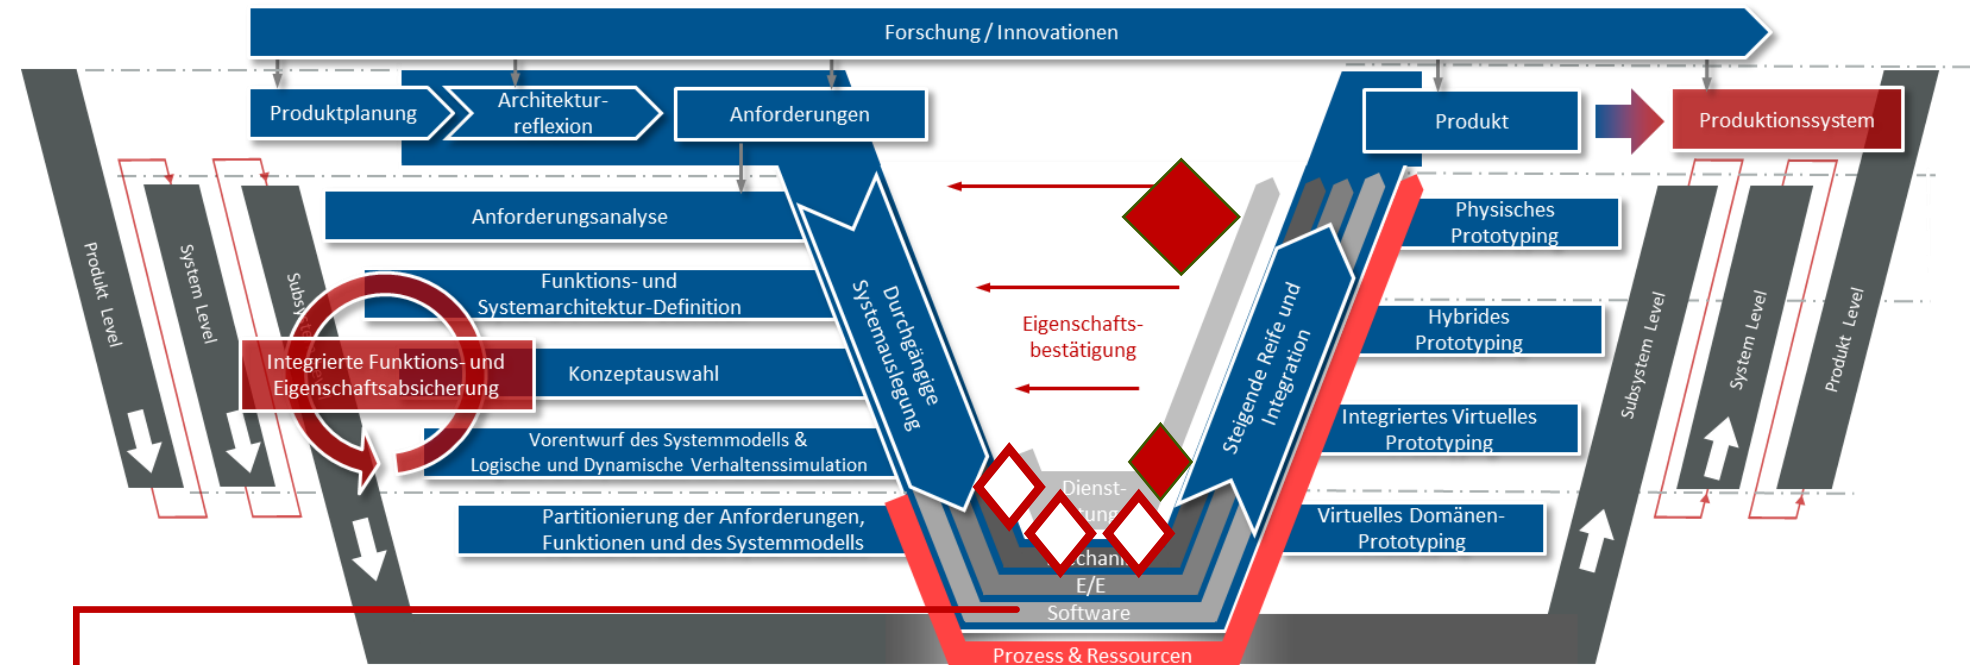 Forschung / Innovationen
Produktplanung
Architektur-
reflexion
Anforderungen
Produkt
Produktionssystem
Anforderungsanalyse
Funktions- und
Systemarchitektur-Definition
Konzeptauswahl
Vorentwurf des Systemmodells &
Logische und Dynamische Verhaltenssimulation
Partitionierung der Anforderungen,
Funktionen und des Systemmodells
Produkt Level
System Level
Integrierte Funktions- und
Eigenschaftsabsicherung
Durchgängige
Systemauslegung
Eigenschafts-
bestätigung
Steigende Reife und
Integration
Dienst-
E/E
Software
Prozess & Ressourcen
Physisches
Prototyping
Hybrides
Prototyping
Integriertes Virtuelles
Prototyping
Virtuelles Domänen-
Prototyping
Subsystem Level
System Level
Produkt Level